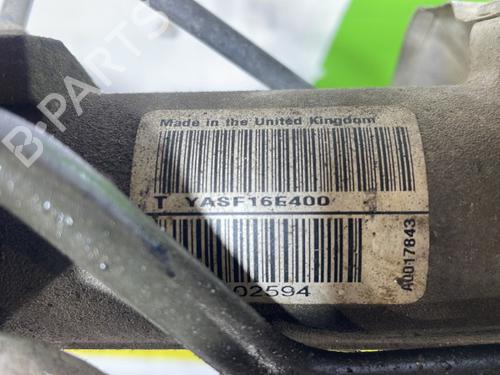 B-PARTS
Made in the United Kingdom
T YASF16E400
02594
A0017843